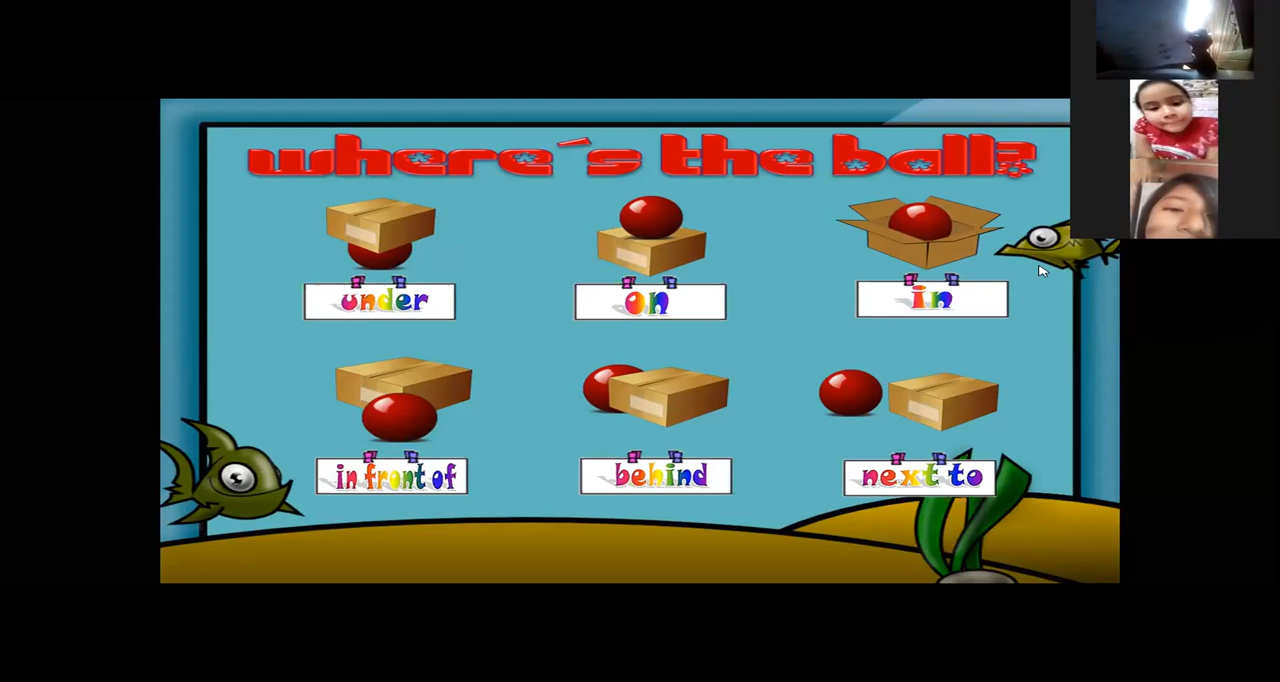 where´s the ball?
under
on
in
in front of
behind
next to